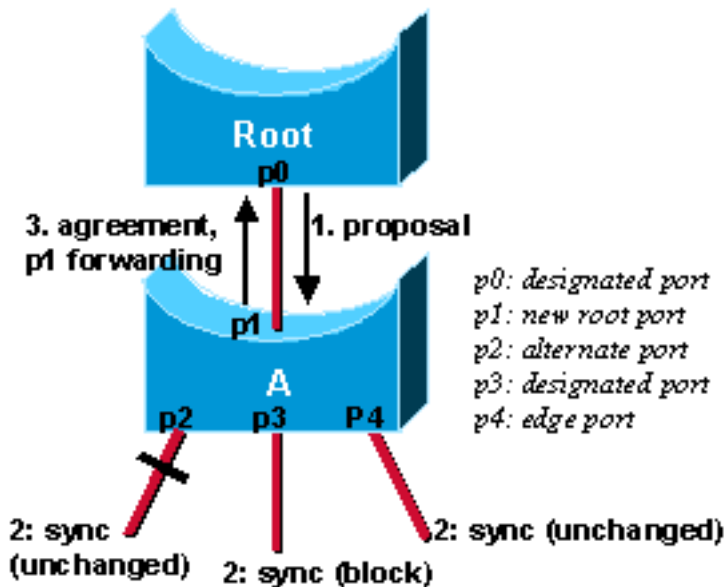 Root
p0
3. agreement,
p1 forwarding
1. proposal
p1
A
p2
p3
P4
p0: designated port
p1: new root port
p2: alternate port
p3: designated port
p4: edge port
2: sync
(unchanged)
2: sync (block)
2: sync (unchanged)